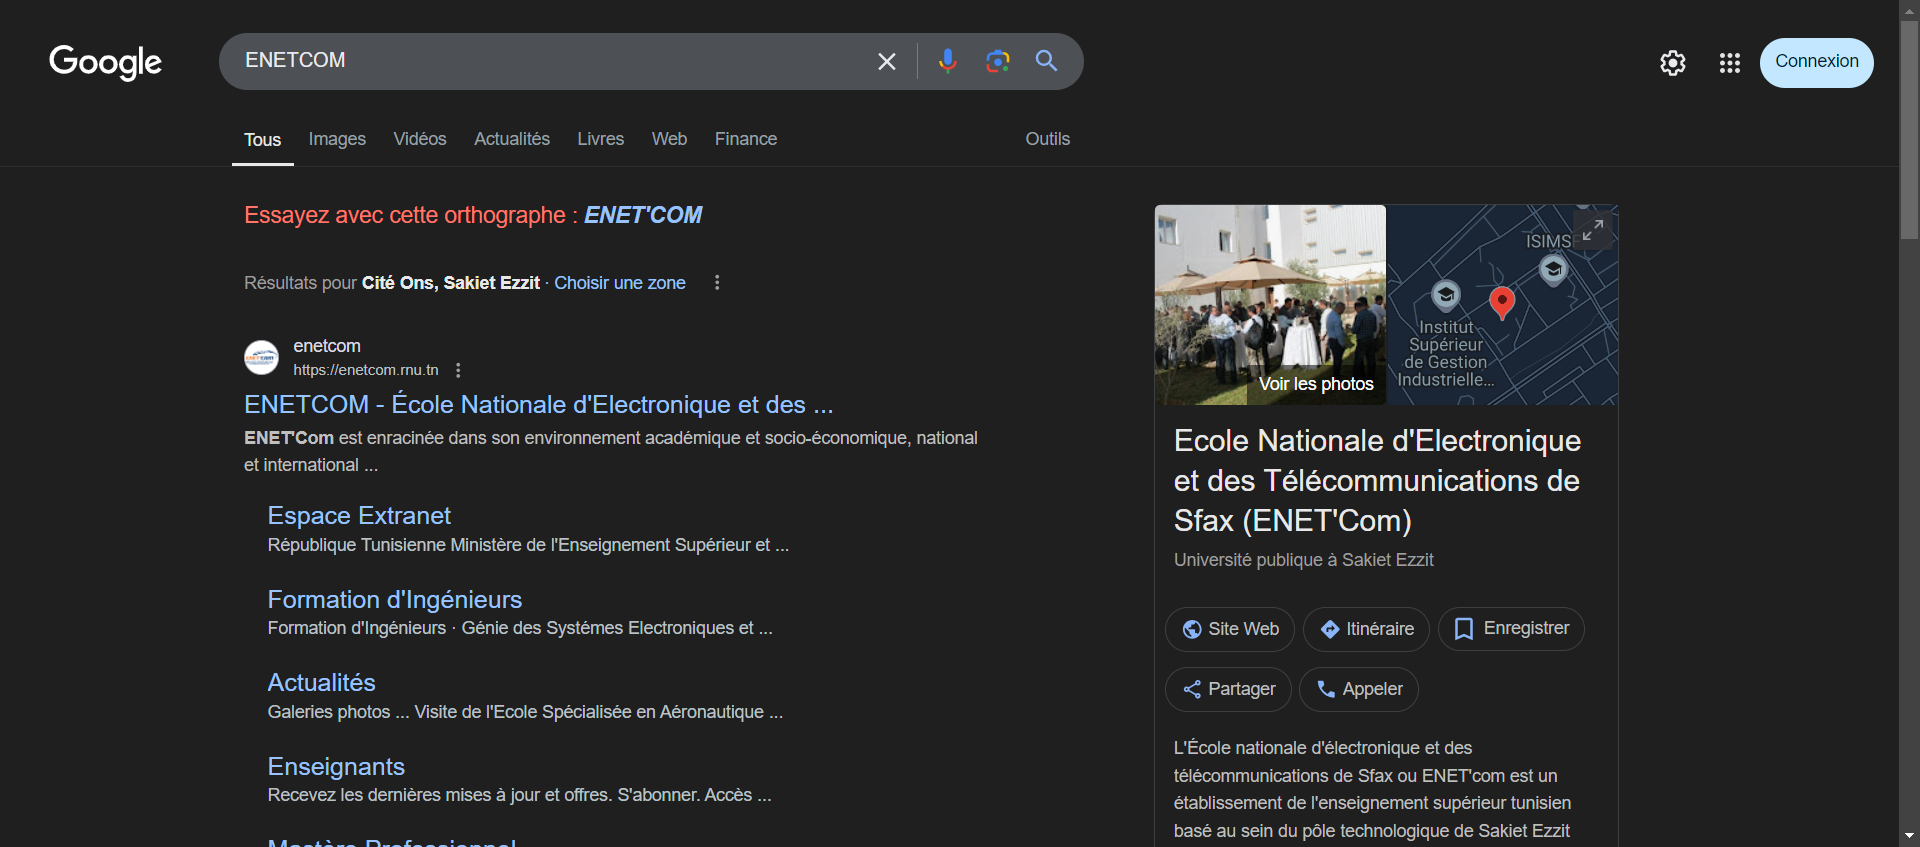 Google
ENETCOM
Connexion
Tous
Images
Vidéos
Actualités
Livres
Web
Finance
Outils
Essayez avec cette orthographe : ENET'COM
Résultats pour Cité Ons, Sakiet Ezzit · Choisir une zone
enetcom
https://enetcom.rnu.tn
ENETCOM - École Nationale d'Electronique et des ...
ENET'Com est enracinée dans son environnement académique et socio-économique, national
et international ...
Espace Extranet
République Tunisienne Ministère de l'Enseignement Supérieur et ...
Formation d'Ingénieurs
Formation d'Ingénieurs · Génie des Systémes Electroniques et ...
Actualités
Galeries photos ... Visite de l'Ecole Spécialisée en Aéronautique ...
Enseignants
Recevez les dernières mises à jour et offres. S'abonner. Accès ...
Mastère Professionnel
Voir les photos
ISIMSF
Institut
Supérieur
de Gestion
Industrielle...
Ecole Nationale d'Electronique
et des Télécommunications de
Sfax (ENET'Com)
Université publique à Sakiet Ezzit
Site Web
Itinéraire
Enregistrer
Partager
Appeler
L'École nationale d'électronique et des
télécommunications de Sfax ou ENET'com est un
établissement de l'enseignement supérieur tunisien
basé au sein du pôle technologique de Sakiet Ezzit